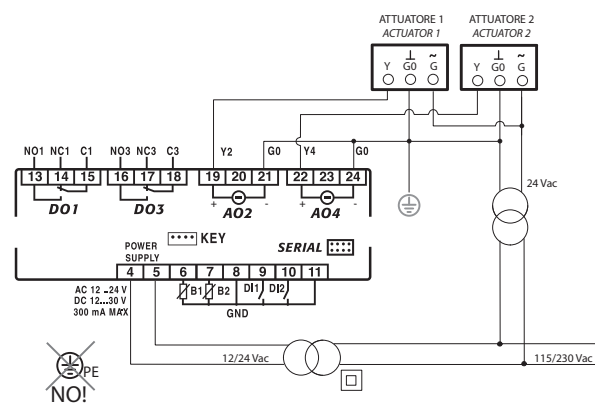 ATTUATORE 1 ATTUATORE 2
ACTUATOR 1 ACTUATOR 2
Y G0 G Y G0 G
NO1 NC1 C1 NO3 NC3 C3 Y2 G0 Y4 G0
13 14 15 16 17 18 19 20 21 22 23 24
+ - + -
DO1 DO3 AO2 AO4
24 Vac
KEY
POWER SUPPLY
SERIAL
4 5 6 7 8 9 10 11
AC 12 –24 V
DC 12...30 V
300 mA MAX
B1 B2 DI1 DI2
GND
12/24 Vac 115/230 Vac
PE
NO!